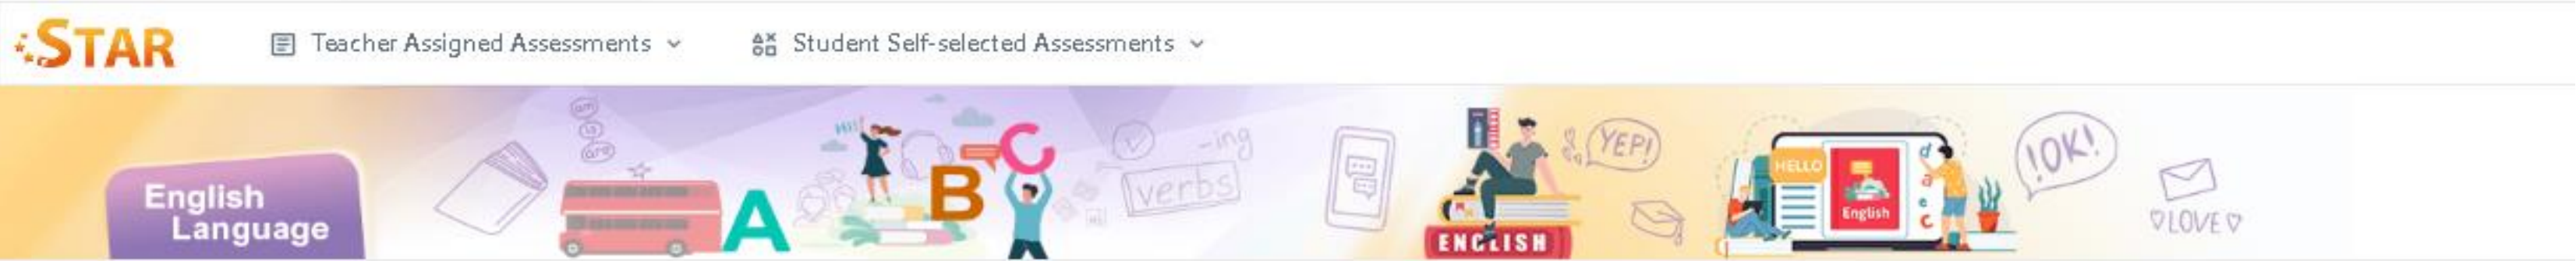 STAR
Teacher Assigned Assessments
Student Self-selected Assessments
English
Language
am
is
are
Hi!
A
B
C
-ing
verbs
YEP!
ENGLISH
HELLO
English
d
a
e
c
!OK!
LOVE